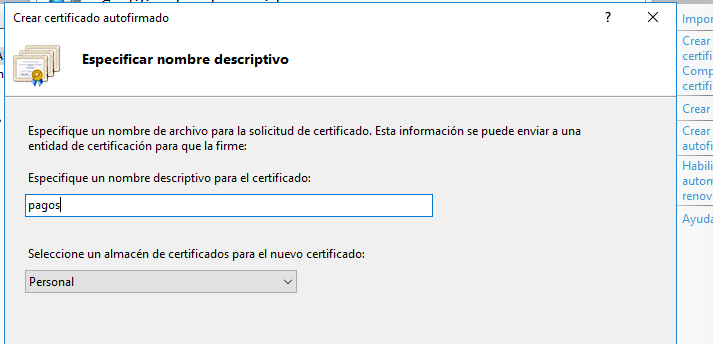 Crear certificado autofirmado
Especificar nombre descriptivo
Especifique un nombre de archivo para la solicitud de certificado. Esta información se puede enviar a una
entidad de certificación para que la firme:
Especifique un nombre descriptivo para el certificado:
pagos
Seleccione un almacén de certificados para el nuevo certificado:
Personal
Impor
Crear
certifi
Comp
certifi
Crear
Crear
autofi
Habili
autom
renov
Ayuda